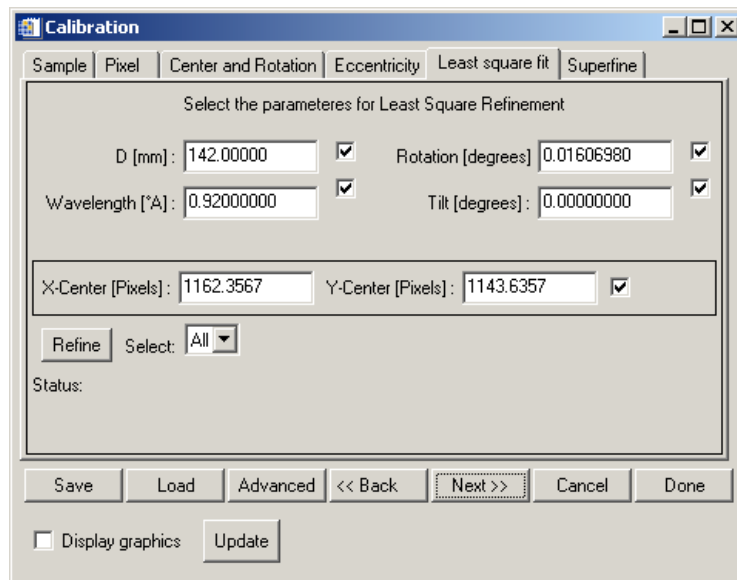 Calibration
Sample Pixel Center and Rotation Eccentricity Least square fit Superfine
Select the parameteres for Least Square Refinement
D [mm] : 142.00000 Rotation [degrees] 0.01606980
Wavelength [°A] : 0.92000000 Tilt [degrees] : 0.00000000
X-Center [Pixels] : 1162.3567 Y-Center [Pixels] : 1143.6357
Refine Select: All
Status:
Save Load Advanced << Back Next >> Cancel Done
Display graphics Update